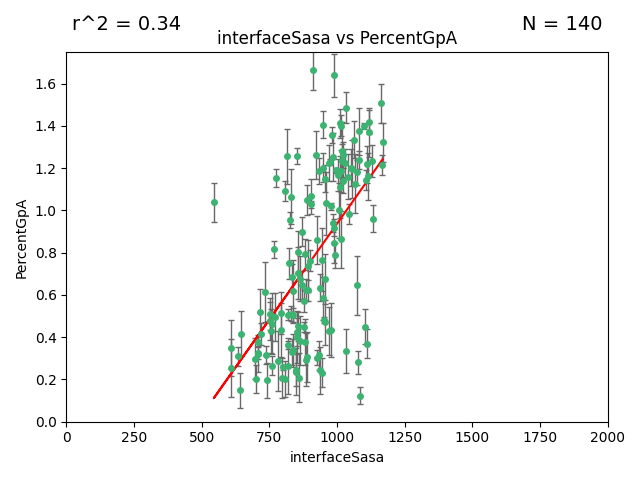 r^2 = 0.34
N = 140
interfaceSasa vs PercentGpA
PercentGpA
1.6
1.4
1.2
1.0
0.8
0.6
0.4
0.2
0.0
0 250 500 750 1000 1250 1500 1750 2000
interfaceSasa